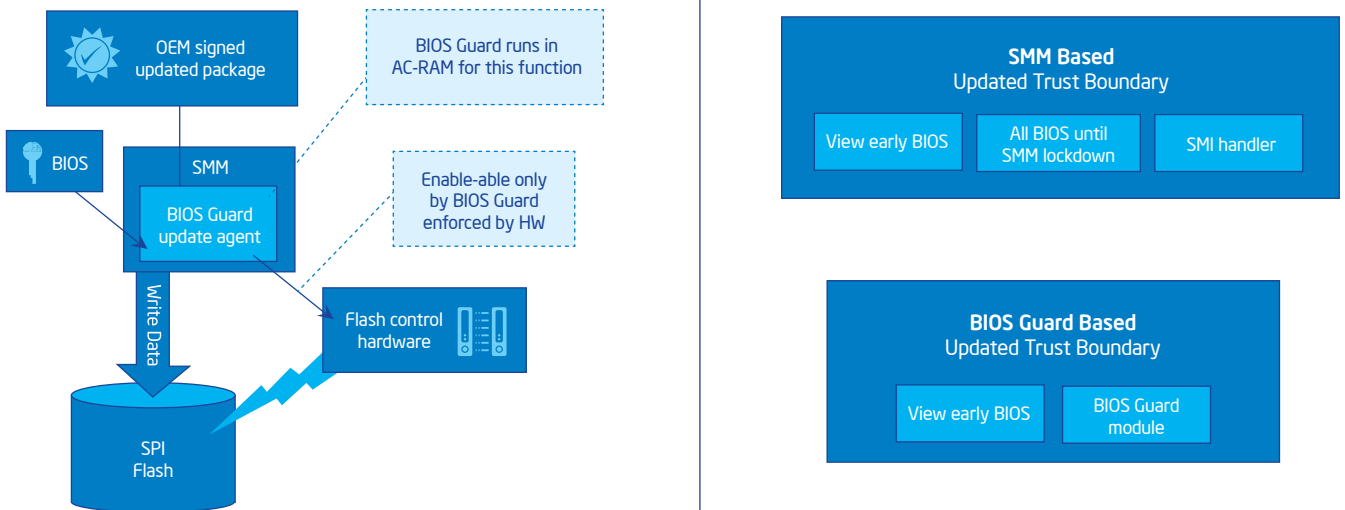 OEM signed
updated package
BIOS Guard runs in
AC-RAM for this function
BIOS
SMM
BIOS Guard
update agent
Enable-able only
by BIOS Guard
enforced by HW
Write Data
Flash control
hardware
SPI
Flash
SMM Based
Updated Trust Boundary
View early BIOS
All BIOS until
SMM lockdown
SMI handler
BIOS Guard Based
Updated Trust Boundary
View early BIOS
BIOS Guard
module